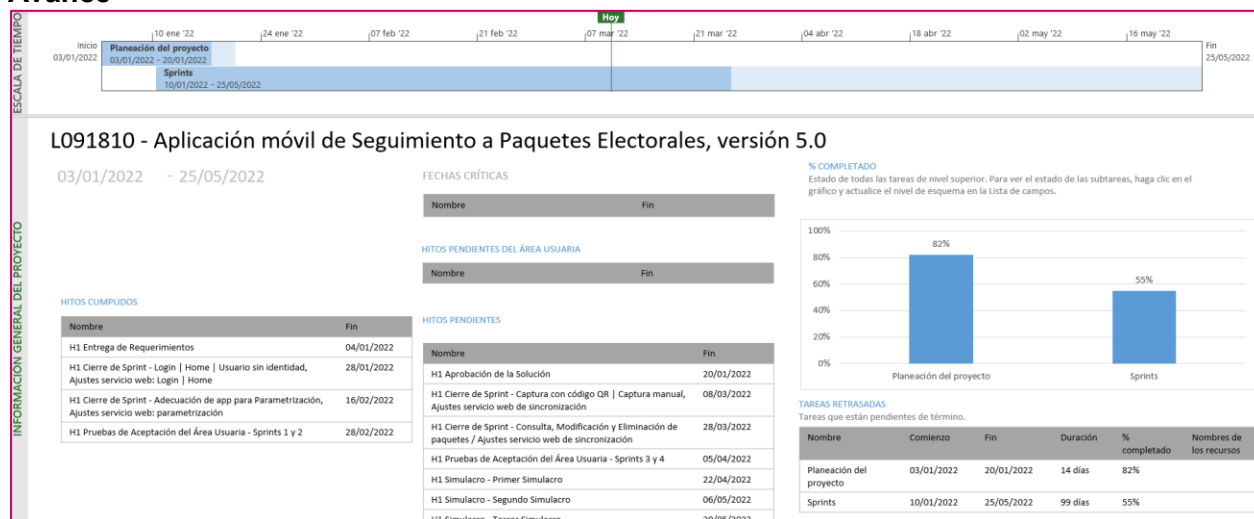 Avance
ESCALA DE TIEMPO
Hoy
10 ene '22
24 ene '22
07 feb '22
21 feb '22
07 mar '22
21 mar '22
04 abr '22
18 abr '22
02 may '22
16 may '22
Inicio
03/01/2022
Planeación del proyecto
03/01/2022 - 20/01/2022
Sprints
10/01/2022 - 25/05/2022
Fin
25/05/2022
INFORMACIÓN GENERAL DEL PROYECTO
L091810 - Aplicación móvil de Seguimiento a Paquetes Electorales, versión 5.0
03/01/2022 - 25/05/2022
HITOS CUMPLIDOS
Nombre Fin
H1 Entrega de Requerimientos 04/01/2022
H1 Cierre de Sprint - Login | Home | Usuario sin identidad, 28/01/2022
Ajustes servicio web: Login | Home
H1 Cierre de Sprint - Adecuación de app para Parametrización, 16/02/2022
Ajustes servicio web: parametrización
H1 Pruebas de Aceptación del Área Usuaria - Sprints 1 y 2 28/02/2022
FECHAS CRÍTICAS
Nombre Fin
HITOS PENDIENTES DEL ÁREA USUARIA
Nombre Fin
HITOS PENDIENTES
Nombre Fin
H1 Aprobación de la Solución 20/01/2022
H1 Cierre de Sprint - Captura con código QR | Captura manual, 08/03/2022
Ajustes servicio web de sincronización
H1 Cierre de Sprint - Consulta, Modificación y Eliminación de 28/03/2022
paquetes / Ajustes servicio web de sincronización
H1 Pruebas de Aceptación del Área Usuaria - Sprints 3 y 4 05/04/2022
H1 Simulacro - Primer Simulacro 22/04/2022
H1 Simulacro - Segundo Simulacro 06/05/2022
H1 Simulacro - Tercer Simulacro 20/05/2022
% COMPLETADO
Estado de todas las tareas de nivel superior. Para ver el estado de las subtareas, haga clic en el
gráfico y actualice el nivel de esquema en la Lista de campos.
100%
80%
60%
40%
20%
0%
82%
55%
Planeación del proyecto
Sprints
TAREAS RETRASADAS
Tareas que están pendientes de término.
Nombre Comienzo Fin Duración % Nombres de
completado los recursos
Planeación del 03/01/2022 20/01/2022 14 días 82%
proyecto
Sprints 10/01/2022 25/05/2022 99 días 55%